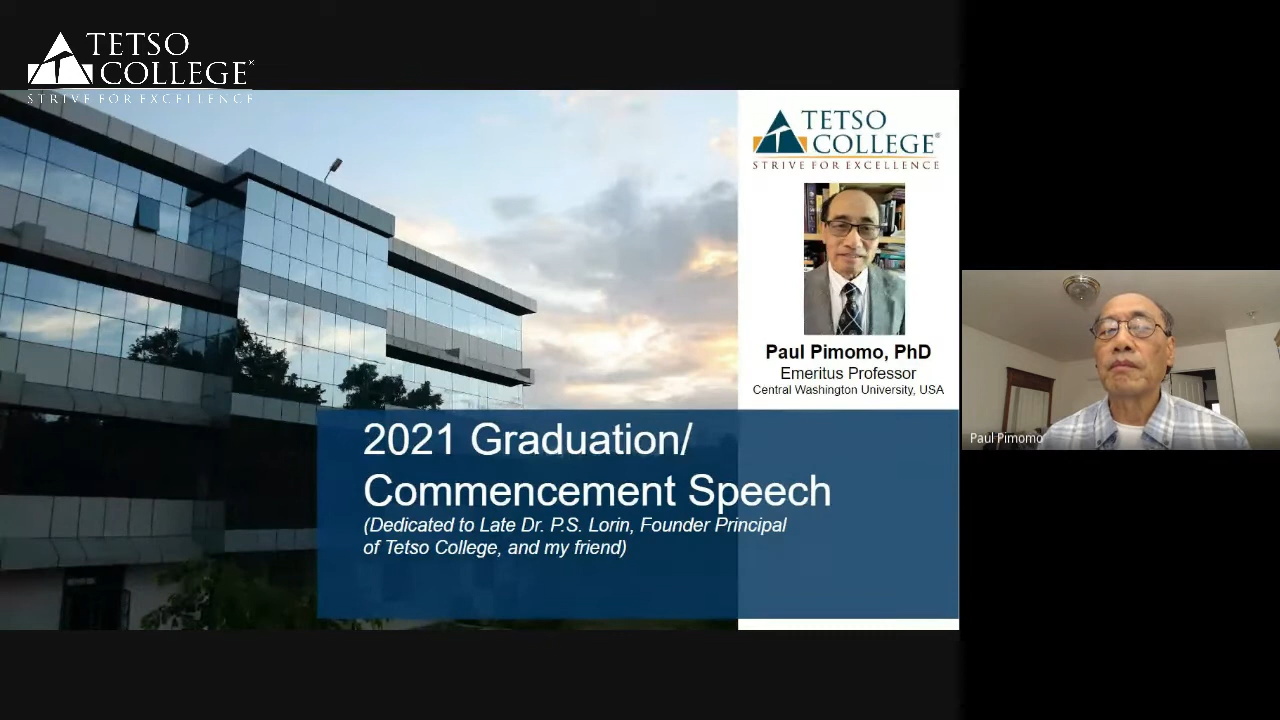 TETSO
COLLEGE
STRIVE FOR EXCELLENCE
TETSO
COLLEGE®
STRIVE FOR EXCELLENCE
Paul Pimomo, PhD
Emeritus Professor
Central Washington University, USA
2021 Graduation/
Commencement Speech
(Dedicated to Late Dr. P.S. Lorin, Founder Principal
of Tetso College, and my friend)
Paul Pimomo